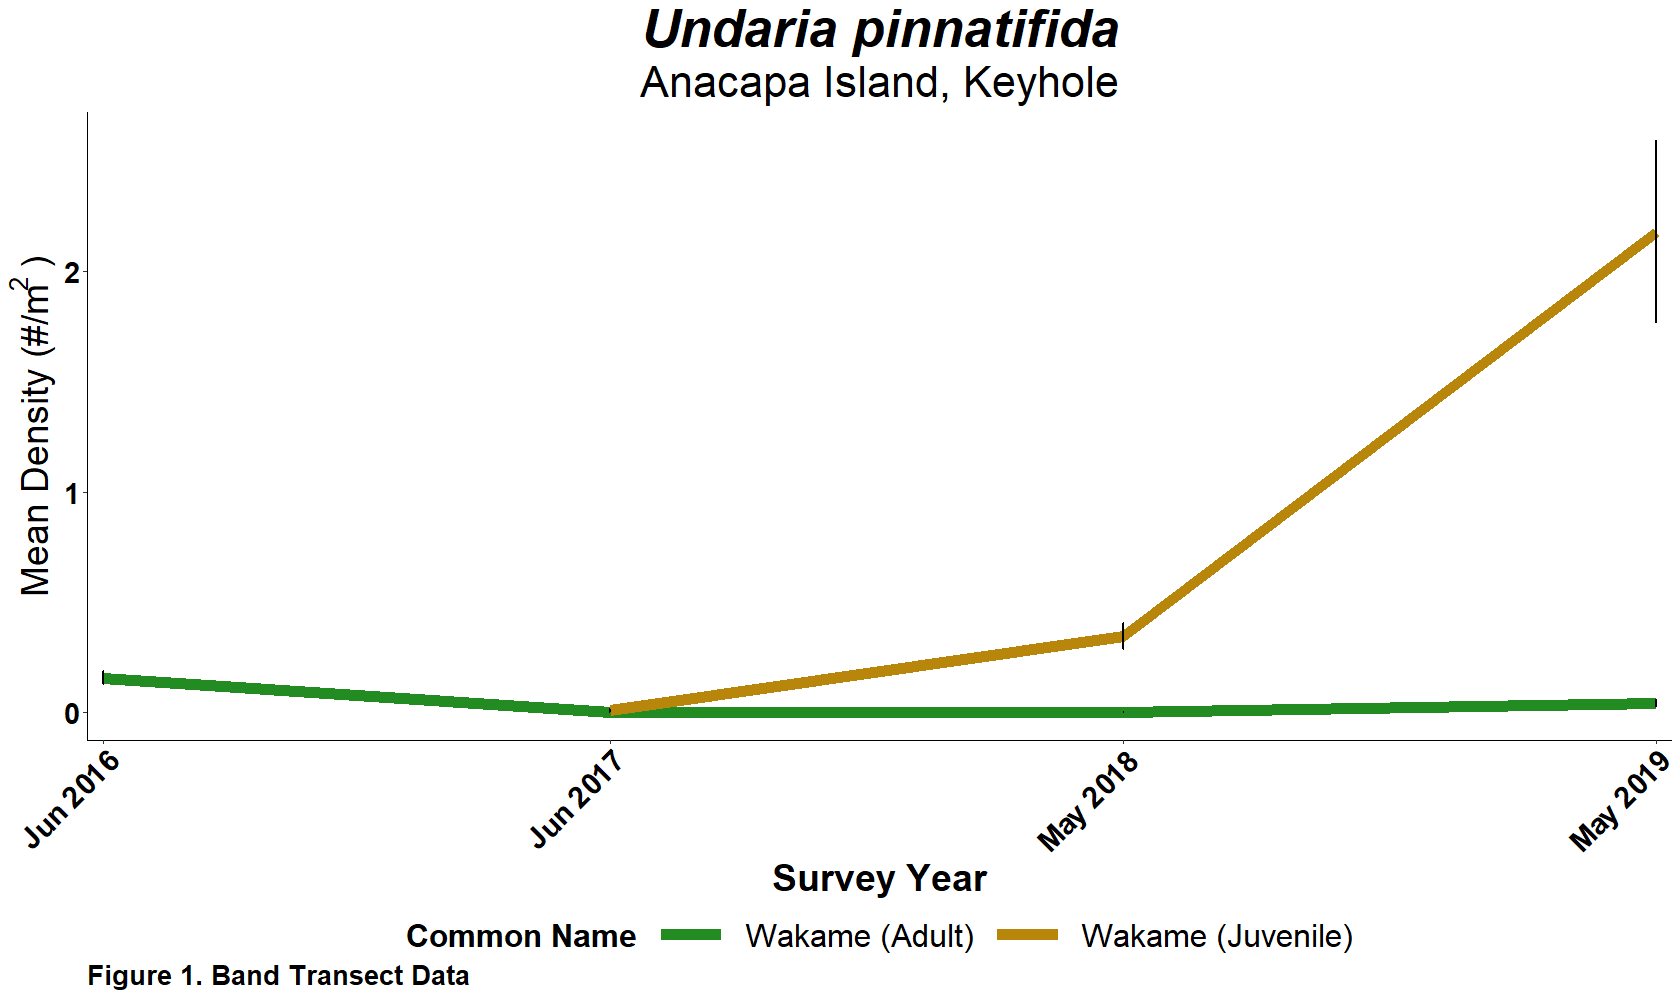 Undaria pinnatifida
Anacapa Island, Keyhole
Mean Density (#/m²)
2
1
0
Jun 2016
Jun 2017
May 2018
May 2019
Survey Year
Common Name Wakame (Adult) Wakame (Juvenile)
Figure 1. Band Transect Data